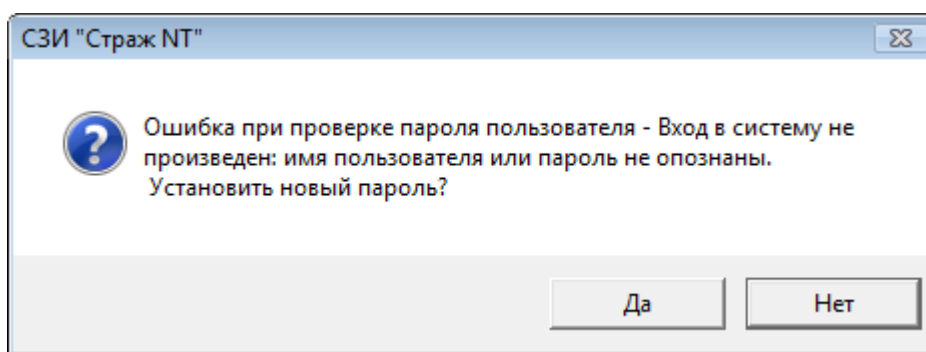 СЗИ "Страж NT"
Ошибка при проверке пароля пользователя - Вход в систему не
произведен: имя пользователя или пароль не опознаны.
Установить новый пароль?
Да
Нет